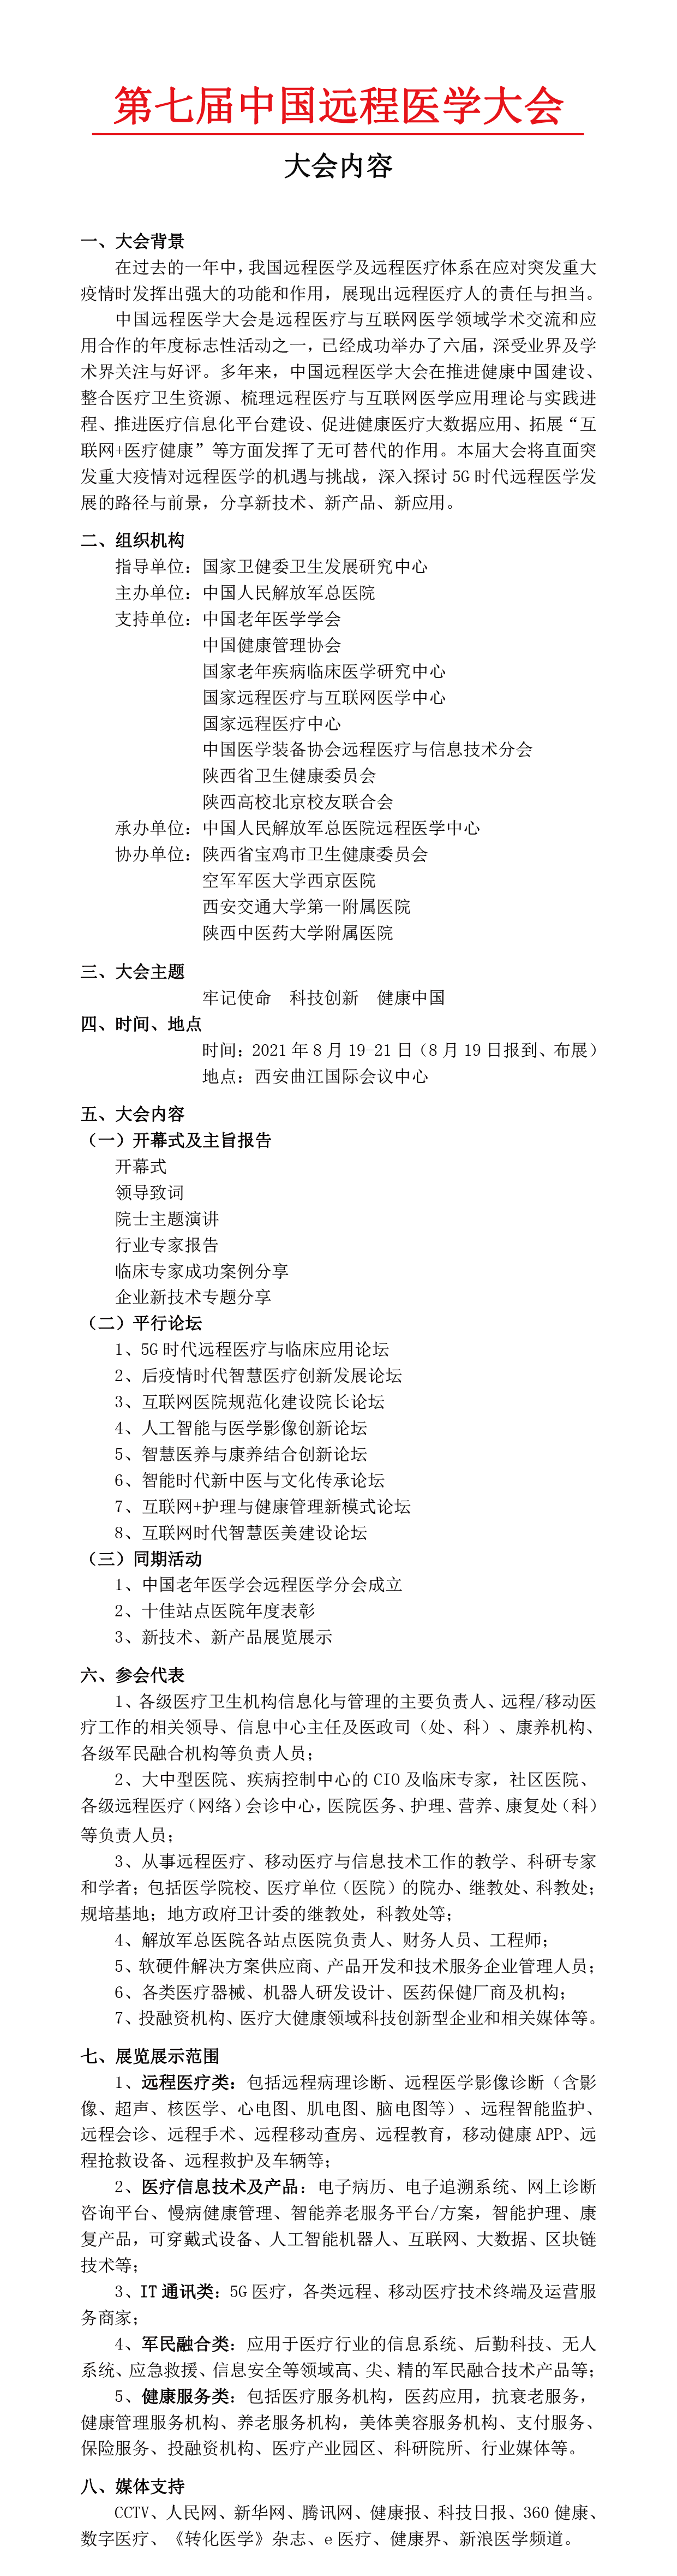 第七届中国远程医学大会
大会内容
一、大会背景
在过去的一年中，我国远程医学及远程医疗体系在应对突发重大
疫情时发挥出强大的功能和作用，展现出远程医疗人的责任与担当。
中国远程医学大会是远程医疗与互联网医学领域学术交流和应
用合作的年度标志性活动之一，已经成功举办了六届，深受业界及学
术界关注与好评。多年来，中国远程医学大会在推进健康中国建设、
整合医疗卫生资源、梳理远程医疗与互联网医学应用理论与实践进
程、推进医疗信息化平台建设、促进健康医疗大数据应用、拓展“互
联网+医疗健康”等方面发挥了无可替代的作用。本届大会将直面突
发重大疫情对远程医学的机遇与挑战，深入探讨 5G 时代远程医学发
展的路径与前景，分享新技术、新产品、新应用。
二、组织机构
指导单位：国家卫健委卫生发展研究中心
主办单位：中国人民解放军总医院
支持单位：中国老年医学学会
中国健康管理协会
国家老年疾病临床医学研究中心
国家远程医疗与互联网医学中心
国家远程医疗中心
中国医学装备协会远程医疗与信息技术分会
陕西省卫生健康委员会
陕西高校北京校友联合会
承办单位：中国人民解放军总医院远程医学中心
协办单位：陕西省宝鸡市卫生健康委员会
空军军医大学西京医院
西安交通大学第一附属医院
陕西中医药大学附属医院
三、大会主题
牢记使命　科技创新　健康中国
四、时间、地点
时间：2021 年 8 月 19-21 日（8 月 19 日报到、布展）
地点：西安曲江国际会议中心
五、大会内容
（一）开幕式及主旨报告
开幕式
领导致词
院士主题演讲
行业专家报告
临床专家成功案例分享
企业新技术专题分享
（二）平行论坛
1、5G 时代远程医疗与临床应用论坛
2、后疫情时代智慧医疗创新发展论坛
3、互联网医院规范化建设院长论坛
4、人工智能与医学影像创新论坛
5、智慧医养与康养结合创新论坛
6、智能时代新中医与文化传承论坛
7、互联网+护理与健康管理新模式论坛
8、互联网时代智慧医美建设论坛
（三）同期活动
1、中国老年医学会远程医学分会成立
2、十佳站点医院年度表彰
3、新技术、新产品展览展示
六、参会代表
1、各级医疗卫生机构信息化与管理的主要负责人、远程/移动医
疗工作的相关领导、信息中心主任及医政司（处、科）、康养机构、
各级军民融合机构等负责人员；
2、大中型医院、疾病控制中心的 CIO 及临床专家，社区医院、
各级远程医疗（网络）会诊中心，医院医务、护理、营养、康复处（科）
等负责人员；
3、从事远程医疗、移动医疗与信息技术工作的教学、科研专家
和学者；包括医学院校、医疗单位（医院）的院办、继教处、科教处；
规培基地；地方政府卫计委的继教处，科教处等；
4、解放军总医院各站点医院负责人、财务人员、工程师；
5、软硬件解决方案供应商、产品开发和技术服务企业管理人员；
6、各类医疗器械、机器人研发设计、医药保健厂商及机构；
7、投融资机构、医疗大健康领域科技创新型企业和相关媒体等。
七、展览展示范围
1、远程医疗类：包括远程病理诊断、远程医学影像诊断（含影
像、超声、核医学、心电图、肌电图、脑电图等）、远程智能监护、
远程会诊、远程手术、远程移动查房、远程教育，移动健康 APP、远
程抢救设备、远程救护及车辆等；
2、医疗信息技术及产品：电子病历、电子追溯系统、网上诊断
咨询平台、慢病健康管理、智能养老服务平台/方案，智能护理、康
复产品，可穿戴式设备、人工智能机器人、互联网、大数据、区块链
技术等；
3、IT 通讯类：5G 医疗，各类远程、移动医疗技术终端及运营服
务商家；
4、军民融合类：应用于医疗行业的信息系统、后勤科技、无人
系统、应急救援、信息安全等领域高、尖、精的军民融合技术产品等；
5、健康服务类：包括医疗服务机构，医药应用，抗衰老服务，
健康管理服务机构、养老服务机构，美体美容服务机构、支付服务、
保险服务、投融资机构、医疗产业园区、科研院所、行业媒体等。
八、媒体支持
CCTV、人民网、新华网、腾讯网、健康报、科技日报、360 健康、
数字医疗、《转化医学》杂志、e 医疗、健康界、新浪医学频道。